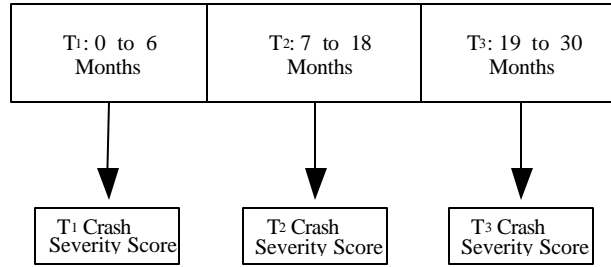 T1: 0 to 6
Months
T2: 7 to 18
Months
T3: 19 to 30
Months
T1 Crash
Severity Score
T2 Crash
Severity Score
T3 Crash
Severity Score